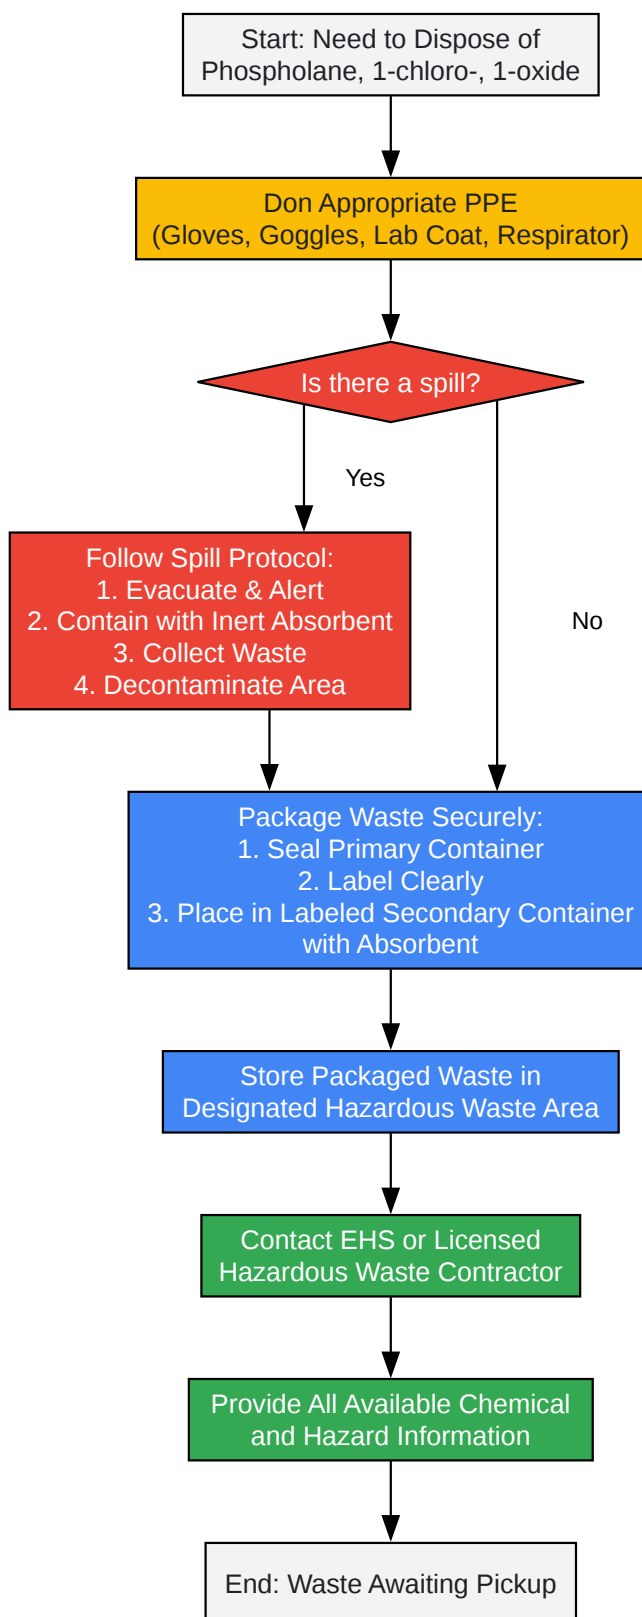 Start: Need to Dispose of
Phospholane, 1-chloro-, 1-oxide
Don Appropriate PPE
(Gloves, Goggles, Lab Coat, Respirator)
Is there a spill?
Yes
Follow Spill Protocol:
1. Evacuate & Alert
2. Contain with Inert Absorbent
3. Collect Waste
4. Decontaminate Area
No
Package Waste Securely:
1. Seal Primary Container
2. Label Clearly
3. Place in Labeled Secondary Container
with Absorbent
Store Packaged Waste in
Designated Hazardous Waste Area
Contact EHS or Licensed
Hazardous Waste Contractor
Provide All Available Chemical
and Hazard Information
End: Waste Awaiting Pickup